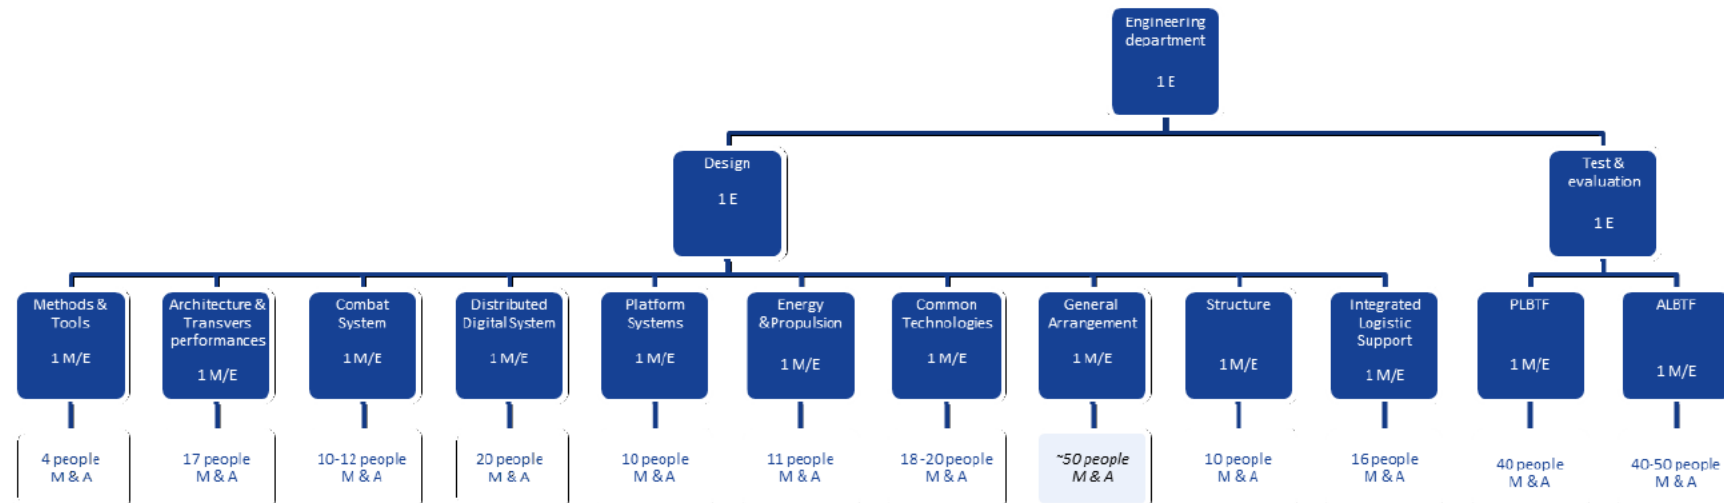 Engineering
department
1 E
Design
1 E
Test &
evaluation
1 E
Methods &
Tools
1 M/E
Architecture &
Transvers
performances
1 M/E
Combat
System
1 M/E
Distributed
Digital System
1 M/E
Platform
Systems
1 M/E
Energy
&Propulsion
1 M/E
Common
Technologies
1 M/E
General
Arrangement
1 M/E
Structure
1 M/E
Integrated
Logistic
Support
1 M/E
PLBTF
1 M/E
ALBTF
1 M/E
4 people
M & A
17 people
M & A
10-12 people
M & A
20 people
M & A
10 people
M & A
11 people
M & A
18-20 people
M & A
~50 people
M & A
10 people
M & A
16 people
M & A
40 people
M & A
40-50 people
M & A